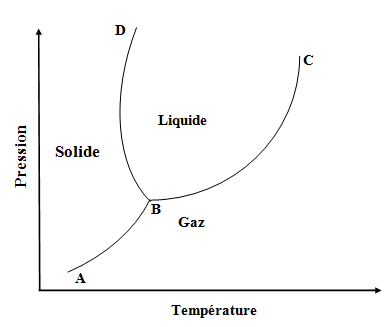 D
C
Liquide
Solide
Pression
B
Gaz
A
Température